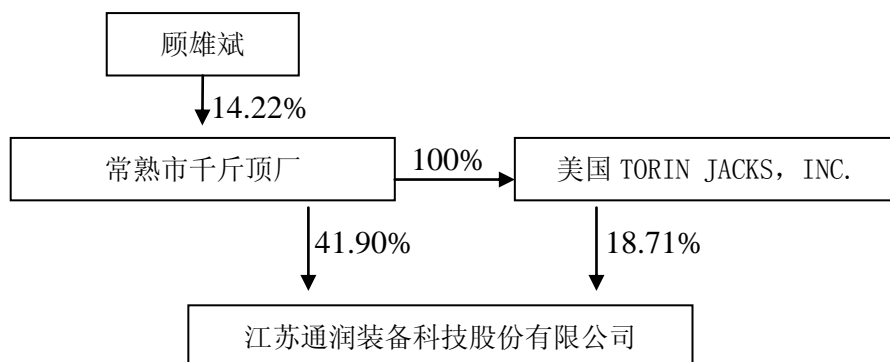 顾雄斌
14.22%
常熟市千斤顶厂
100%
美国 TORIN JACKS, INC.
41.90%
18.71%
江苏通润装备科技股份有限公司